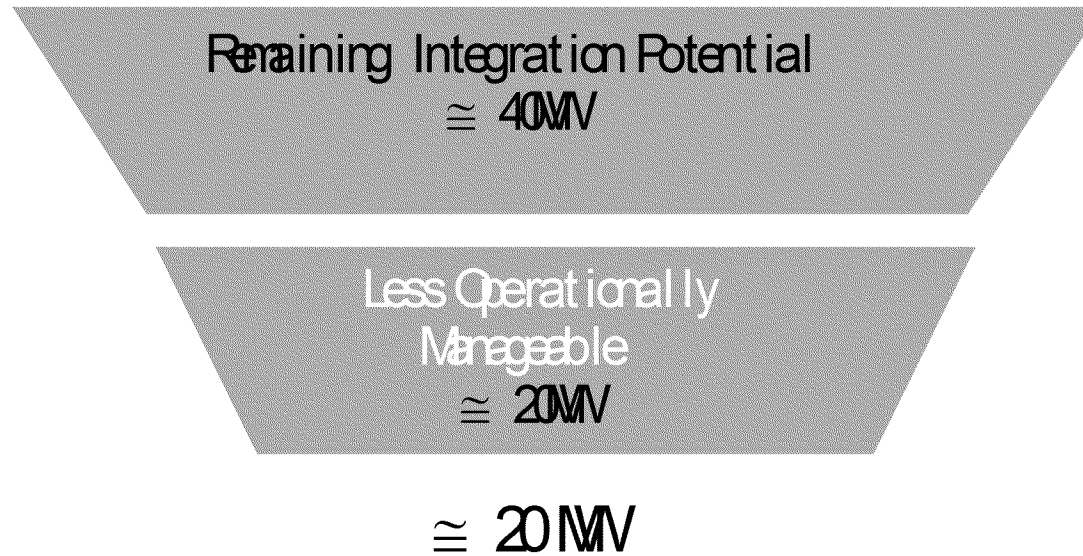 Remaining Integration Potential
≅ 40MW
Less Operationally
Manageable
≅ 20MW
≅ 20 MW